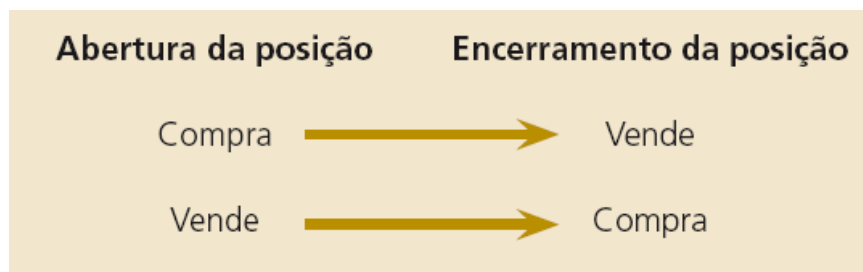 Abertura da posição Encerramento da posição
Compra Vende
Vende Compra